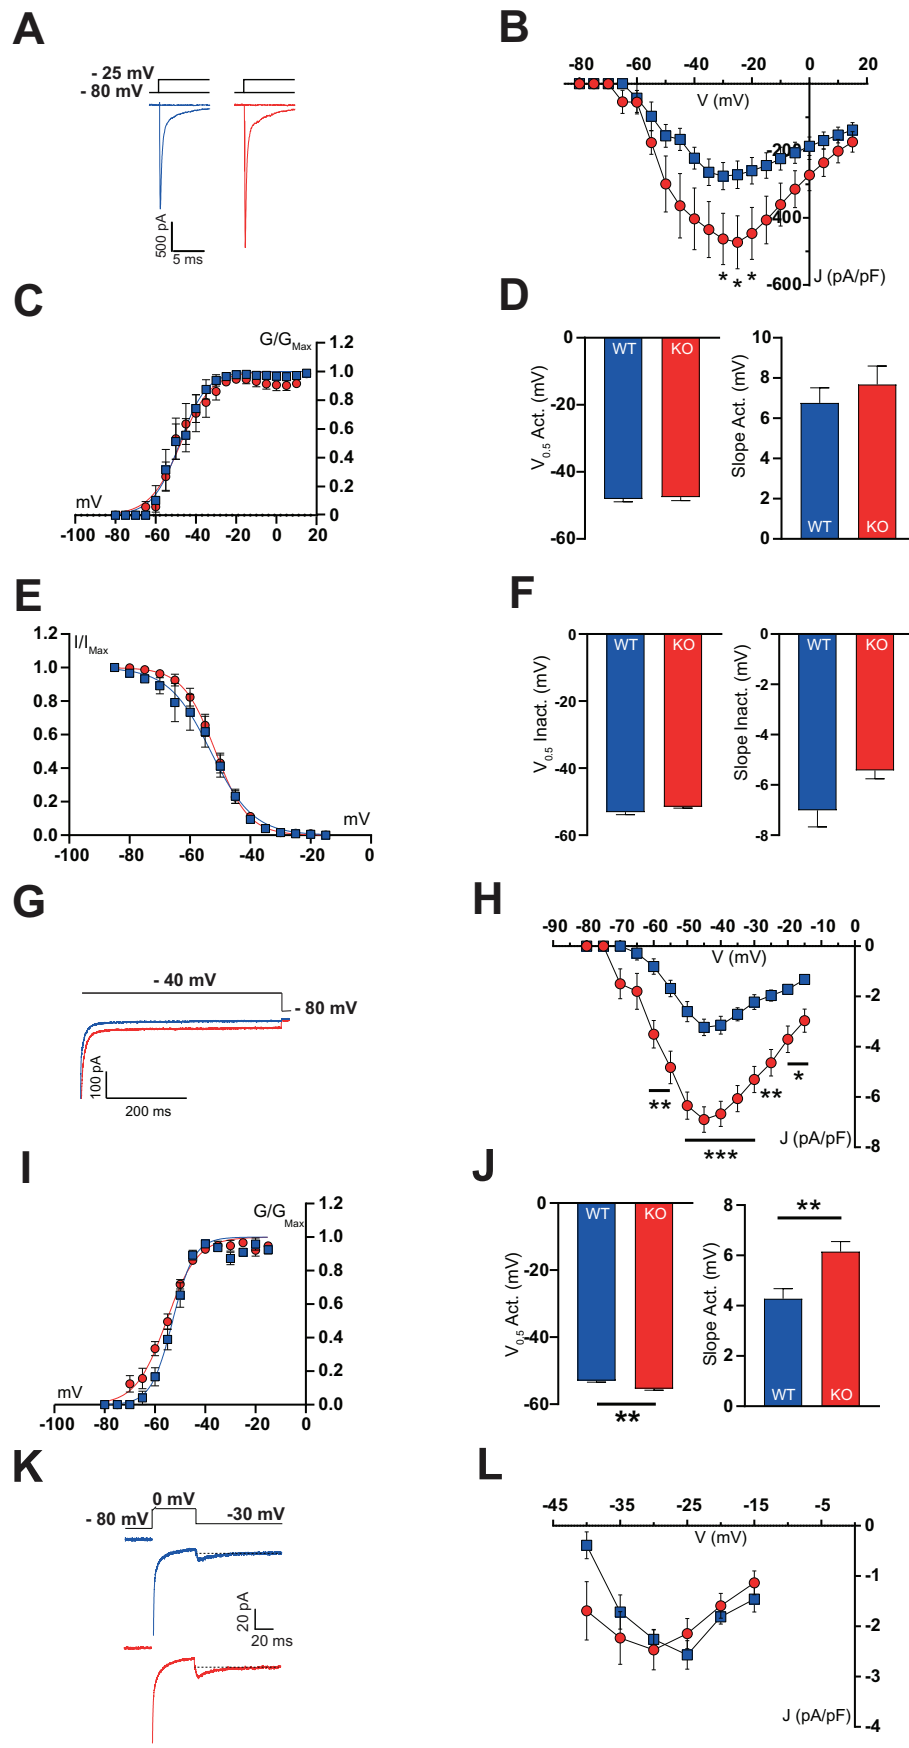 A
- 25 mV
- 80 mV
500 pA
5 ms
B
-80 -60 -40 -20 0 20
V (mV)
-200
-400
-600
J (pA/pF)
* * *
C
G/GMax
1.2
1.0
0.8
0.6
0.4
0.2
0
mV
-100 -80 -60 -40 -20 0 20
D
0
-20
-40
-60
V0.5 Act. (mV)
WT KO
10
8
6
4
2
0
Slope Act. (mV)
WT KO
E
1.2
1.0
0.8
0.6
0.4
0.2
0.0
I/IMax
mV
-100 -80 -60 -40 -20 0
F
0
-20
-40
-60
V0.5 Inact. (mV)
WT KO
0
-2
-4
-6
-8
Slope Inact. (mV)
WT KO
G
- 40 mV
- 80 mV
100 pA
200 ms
H
-90 -80 -70 -60 -50 -40 -30 -20 -10 0
V (mV)
0
-2
-4
-6
-8
** *** ** *
J (pA/pF)
I
G/GMax
1.2
1.0
0.8
0.6
0.4
0.2
0.0
mV
-100 -80 -60 -40 -20 0
J
0
-20
-40
-60
V0.5 Act. (mV)
WT KO
**
8
6
4
2
0
Slope Act. (mV)
**
WT KO
K
0 mV
- 80 mV
-30 mV
20 pA
20 ms
L
-45 -35 -25 -15 -5
V (mV)
0
-1
-2
-3
-4
J (pA/pF)